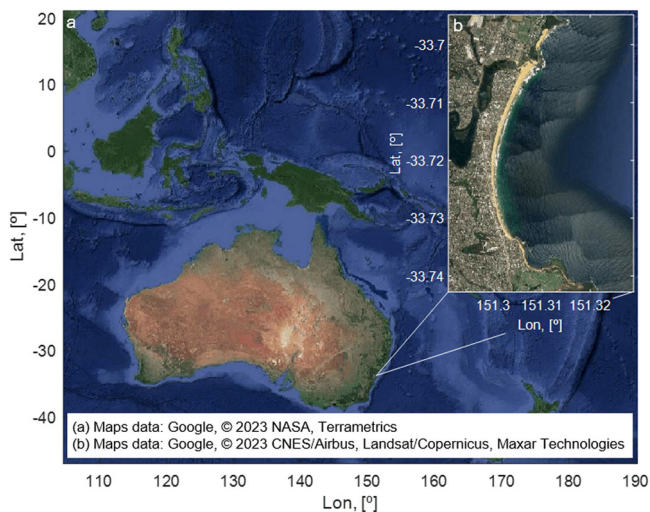 a
b
20
10
0
-10
-20
-30
-40
Lat, [º]
-33.7
-33.71
-33.72
-33.73
-33.74
Lat, [º]
151.3 151.31 151.32
Lon, [º]
(a) Maps data: Google, © 2023 NASA, Terrametrics
(b) Maps data: Google, © 2023 CNES/Airbus, Landsat/Copernicus, Maxar Technologies
110 120 130 140 150 160 170 180 190
Lon, [º]